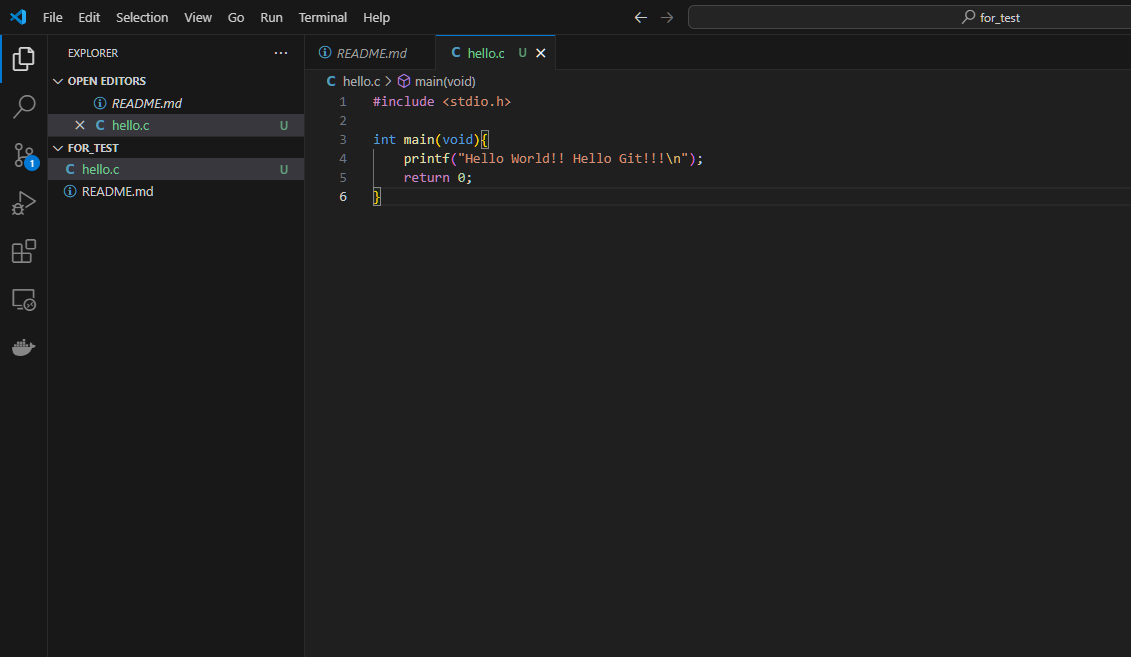 File Edit Selection View Go Run Terminal Help
for_test
EXPLORER ...
OPEN EDITORS
README.md
hello.c U
FOR_TEST
hello.c U
README.md
1
README.md
C hello.c U
C hello.c > main(void)
1 #include <stdio.h>
2
3 int main(void){
4 printf("Hello World!! Hello Git!!!\n");
5 return 0;
6 }